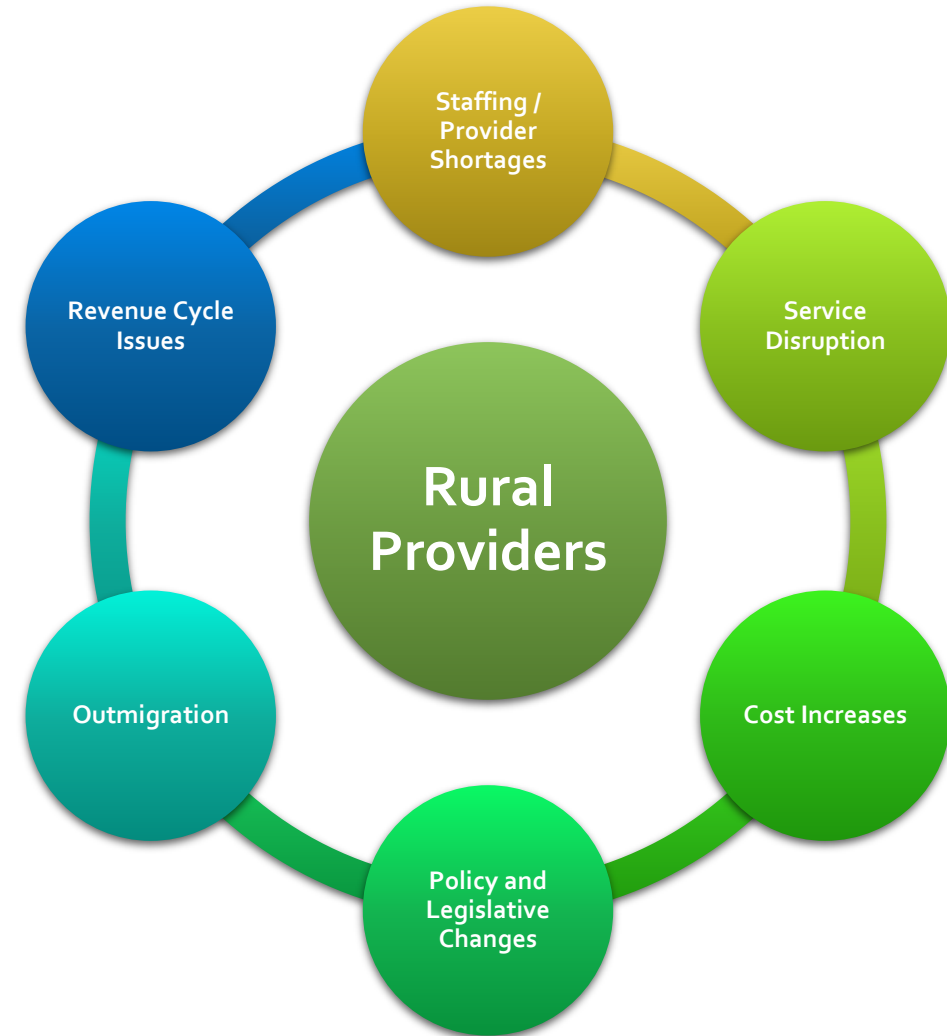 Staffing /
Provider
Shortages
Service
Disruption
Cost Increases
Policy and
Legislative
Changes
Outmigration
Revenue Cycle
Issues
Rural
Providers